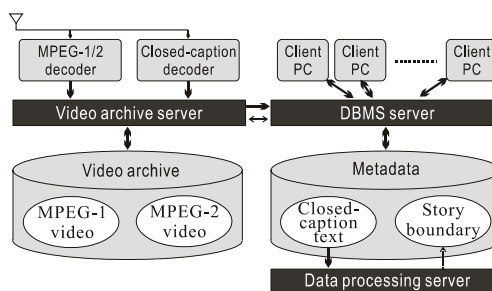 MPEG-1/2
decoder
Closed-caption
decoder
Client
PC
Client
PC
Client
PC
Video archive server
DBMS server
Video archive
MPEG-1
video
MPEG-2
video
Metadata
Closed-
caption
text
Story
boundary
Data processing server